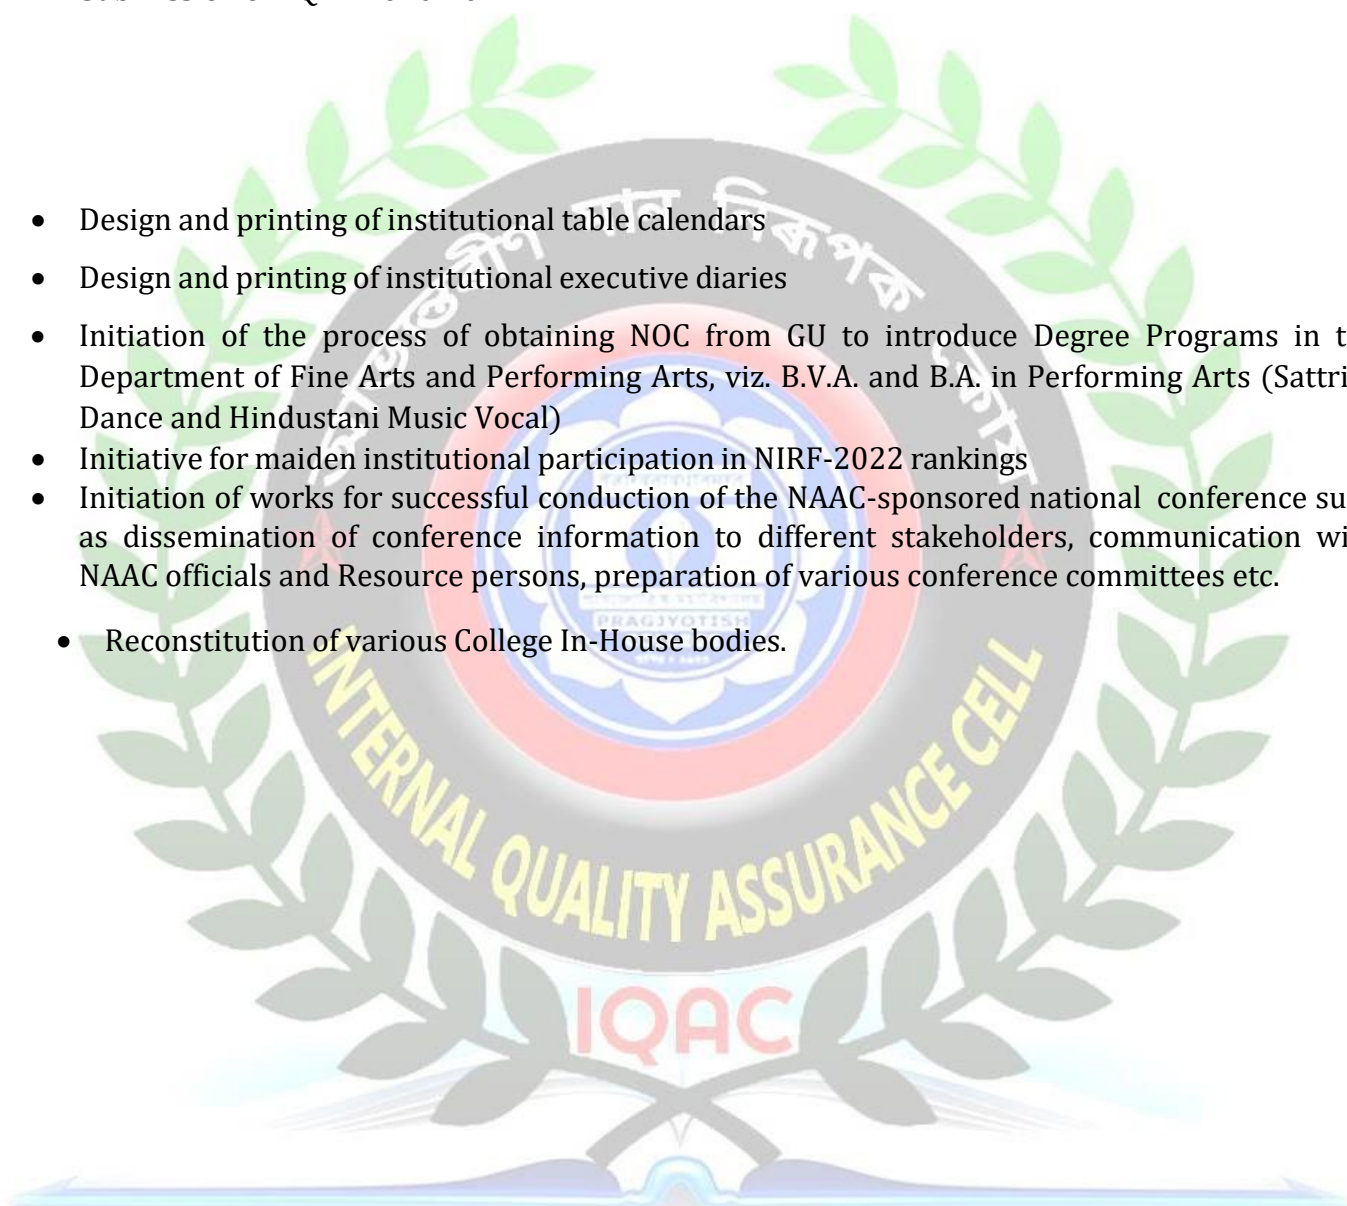 • Design and printing of institutional table calendars
• Design and printing of institutional executive diaries
• Initiation of the process of obtaining NOC from GU to introduce Degree Programs in t
Department of Fine Arts and Performing Arts, viz. B.V.A. and B.A. in Performing Arts (Sattri
Dance and Hindustani Music Vocal)
• Initiative for maiden institutional participation in NIRF-2022 rankings
• Initiation of works for successful conduction of the NAAC-sponsored national conference su
as dissemination of conference information to different stakeholders, communication wi
NAAC officials and Resource persons, preparation of various conference committees etc.
• Reconstitution of various College In-House bodies.
আভ্যন্তৰীণ মান নিৰূপক কোষ
PRAGJYOTISH
INTERNAL QUALITY ASSURANCE CELL
IQAC